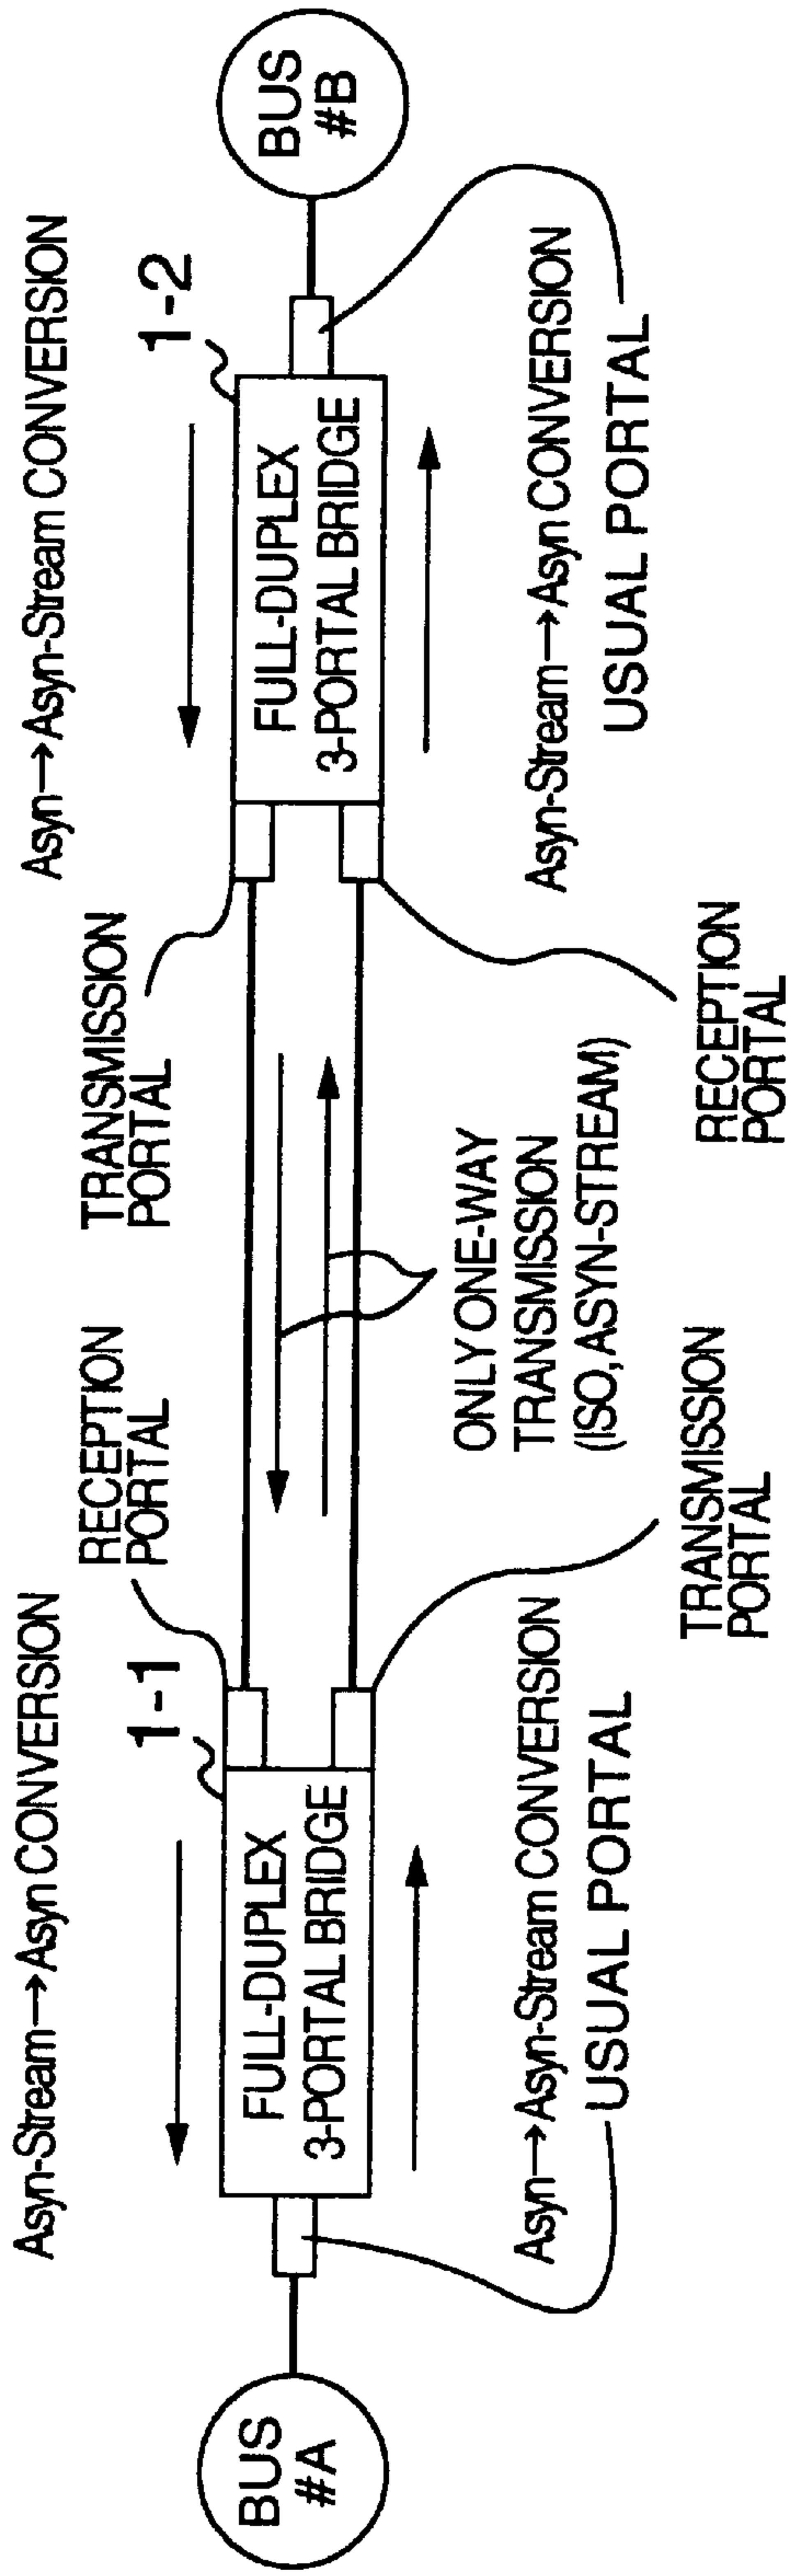 Asyn-Stream→Asyn CONVERSION
Asyn→Asyn-Stream CONVERSION
RECEPTION
PORTAL
TRANSMISSION
PORTAL
1-1
1-2
BUS
#A
FULL-DUPLEX
3-PORTAL BRIDGE
FULL-DUPLEX
3-PORTAL BRIDGE
BUS
#B
ONLY ONE-WAY
TRANSMISSION
(ISO, ASYN-STREAM)
Asyn→Asyn-Stream CONVERSION
USUAL PORTAL
Asyn-Stream→Asyn CONVERSION
USUAL PORTAL
TRANSMISSION
PORTAL
RECEPTION
PORTAL